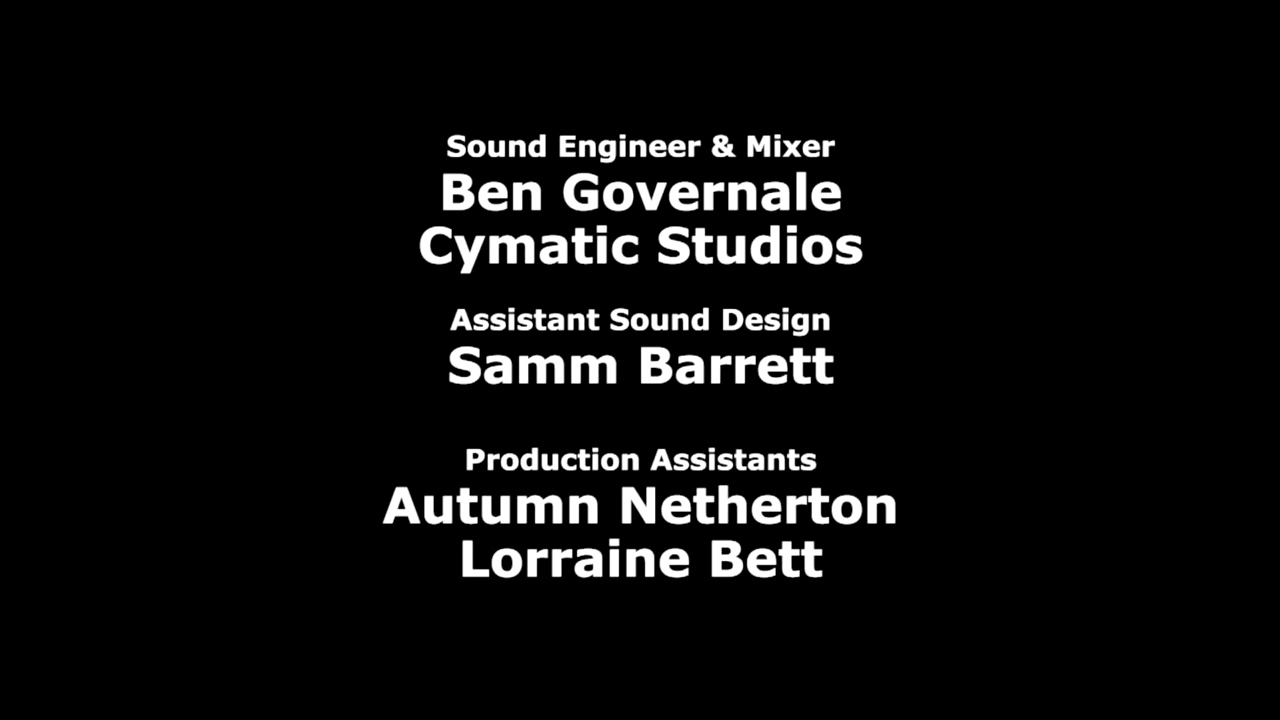 Sound Engineer & Mixer
Ben Governale
Cymatic Studios
Assistant Sound Design
Samm Barrett
Production Assistants
Autumn Netherton
Lorraine Bett